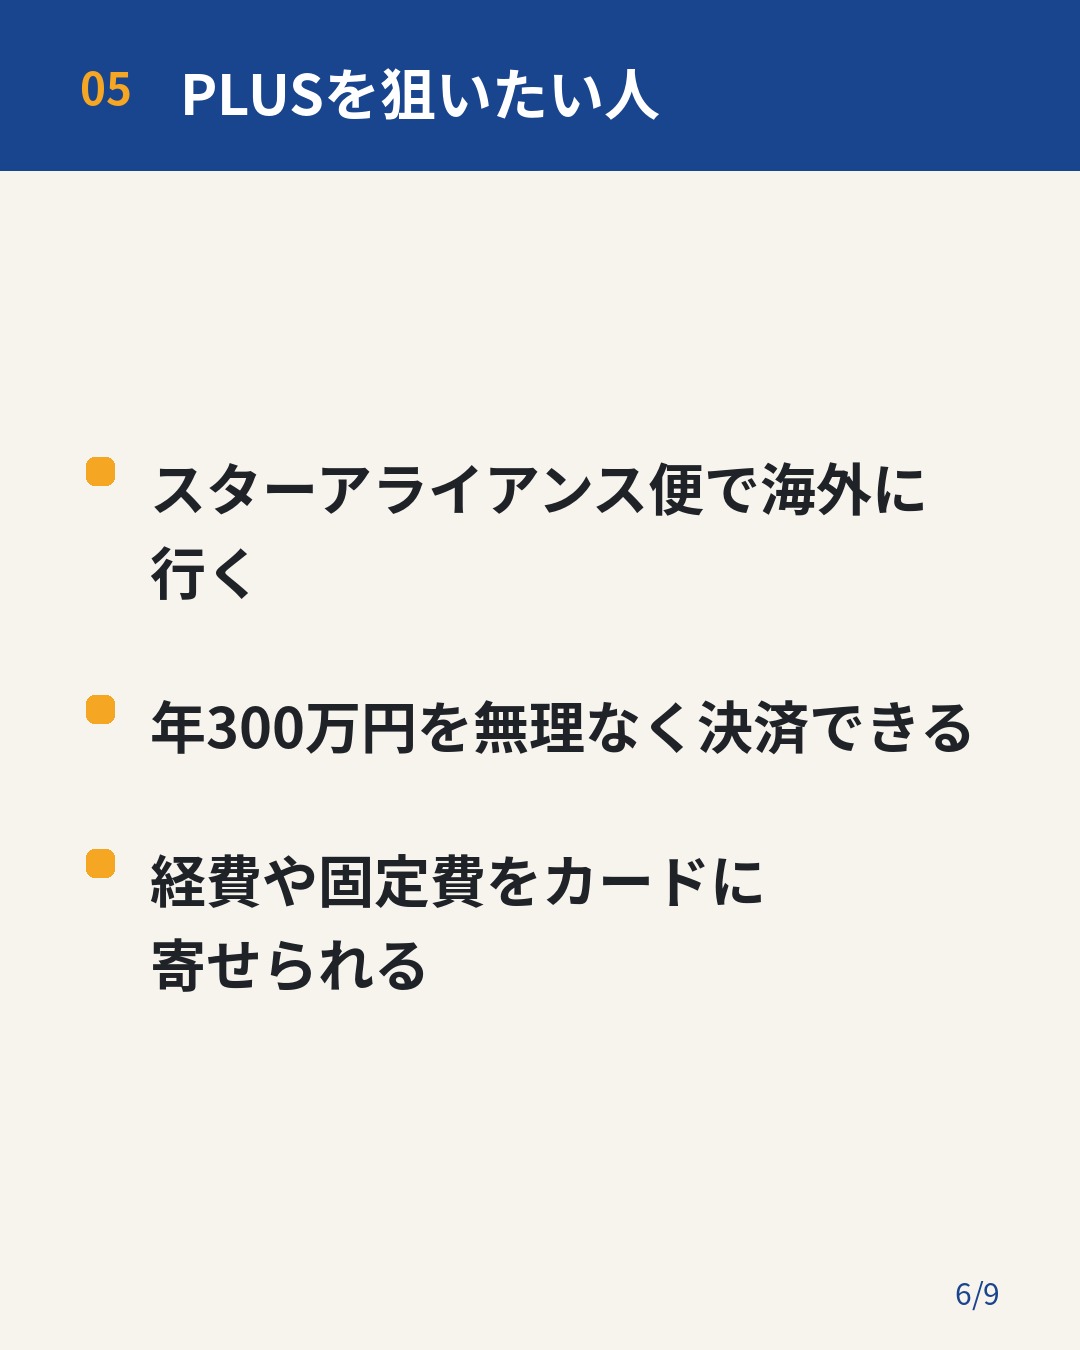 05 PLUSを狙いたい人
スターアライアンス便で海外に
行く
年300万円を無理なく決済できる
経費や固定費をカードに
寄せられる
6/9